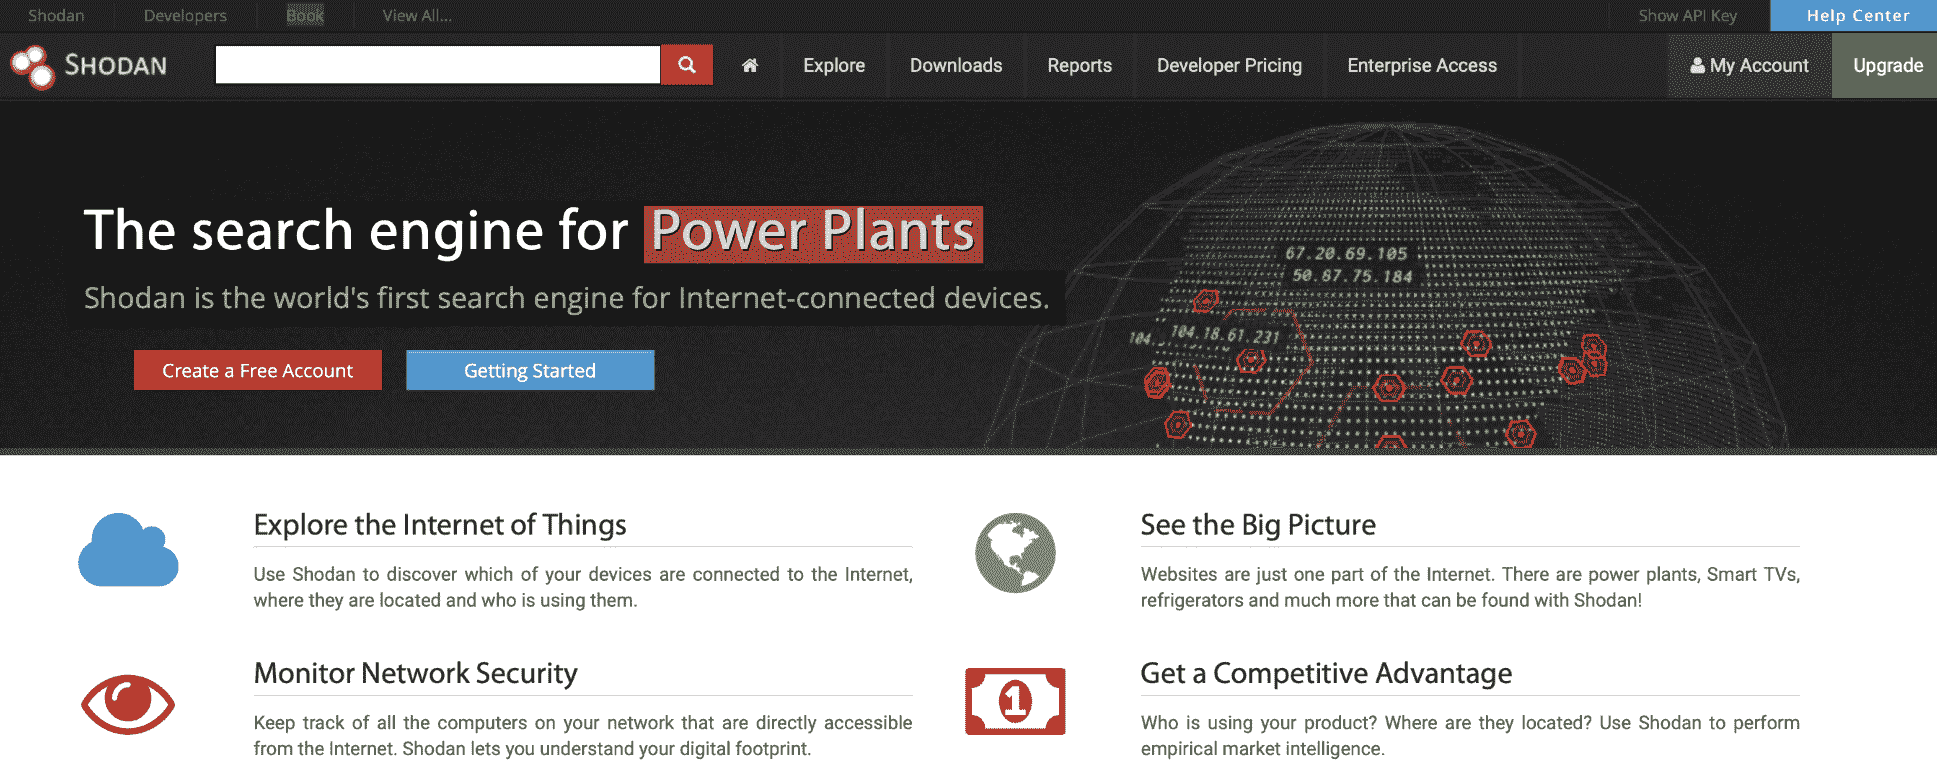 Shodan Developers Book View All... Show API Key Help Center
SHODAN Explore Downloads Reports Developer Pricing Enterprise Access My Account Upgrade
The search engine for Power Plants
Shodan is the world's first search engine for Internet-connected devices.
Create a Free Account Getting Started
67.20.69.105
50.87.75.184
104.18.61.231
104.
Explore the Internet of Things
Use Shodan to discover which of your devices are connected to the Internet,
where they are located and who is using them.
See the Big Picture
Websites are just one part of the Internet. There are power plants, Smart TVs,
refrigerators and much more that can be found with Shodan!
Monitor Network Security
Keep track of all the computers on your network that are directly accessible
from the Internet. Shodan lets you understand your digital footprint.
1
Get a Competitive Advantage
Who is using your product? Where are they located? Use Shodan to perform
empirical market intelligence.